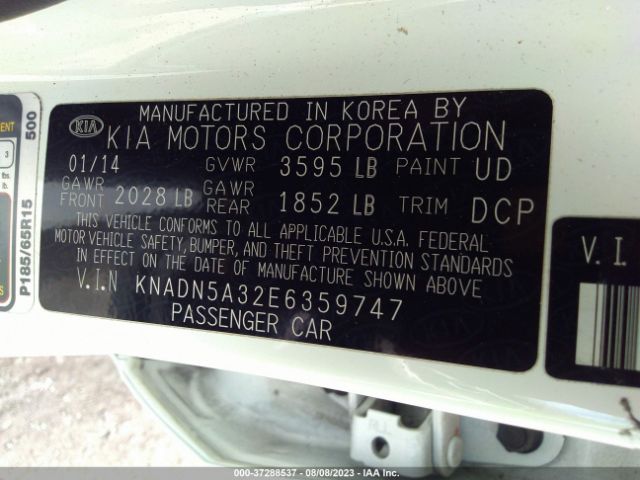 MANUFACTURED IN KOREA BY
KIA KIA MOTORS CORPORATION
01/14 GVWR 3595 LB PAINT UD
GAWR FRONT 2028 LB GAWR REAR 1852 LB TRIM DCP
THIS VEHICLE CONFORMS TO ALL APPLICABLE U.S.A. FEDERAL
MOTOR VEHICLE SAFETY, BUMPER, AND THEFT PREVENTION STANDARDS
IN EFFECT ON THE DATE OF MANUFACTURE SHOWN ABOVE
V.I.N KNADN5A32E6359747
PASSENGER CAR
P185/65R15 500
3
V. I.
000-37288537 - 08/08/2023 - IAA Inc.